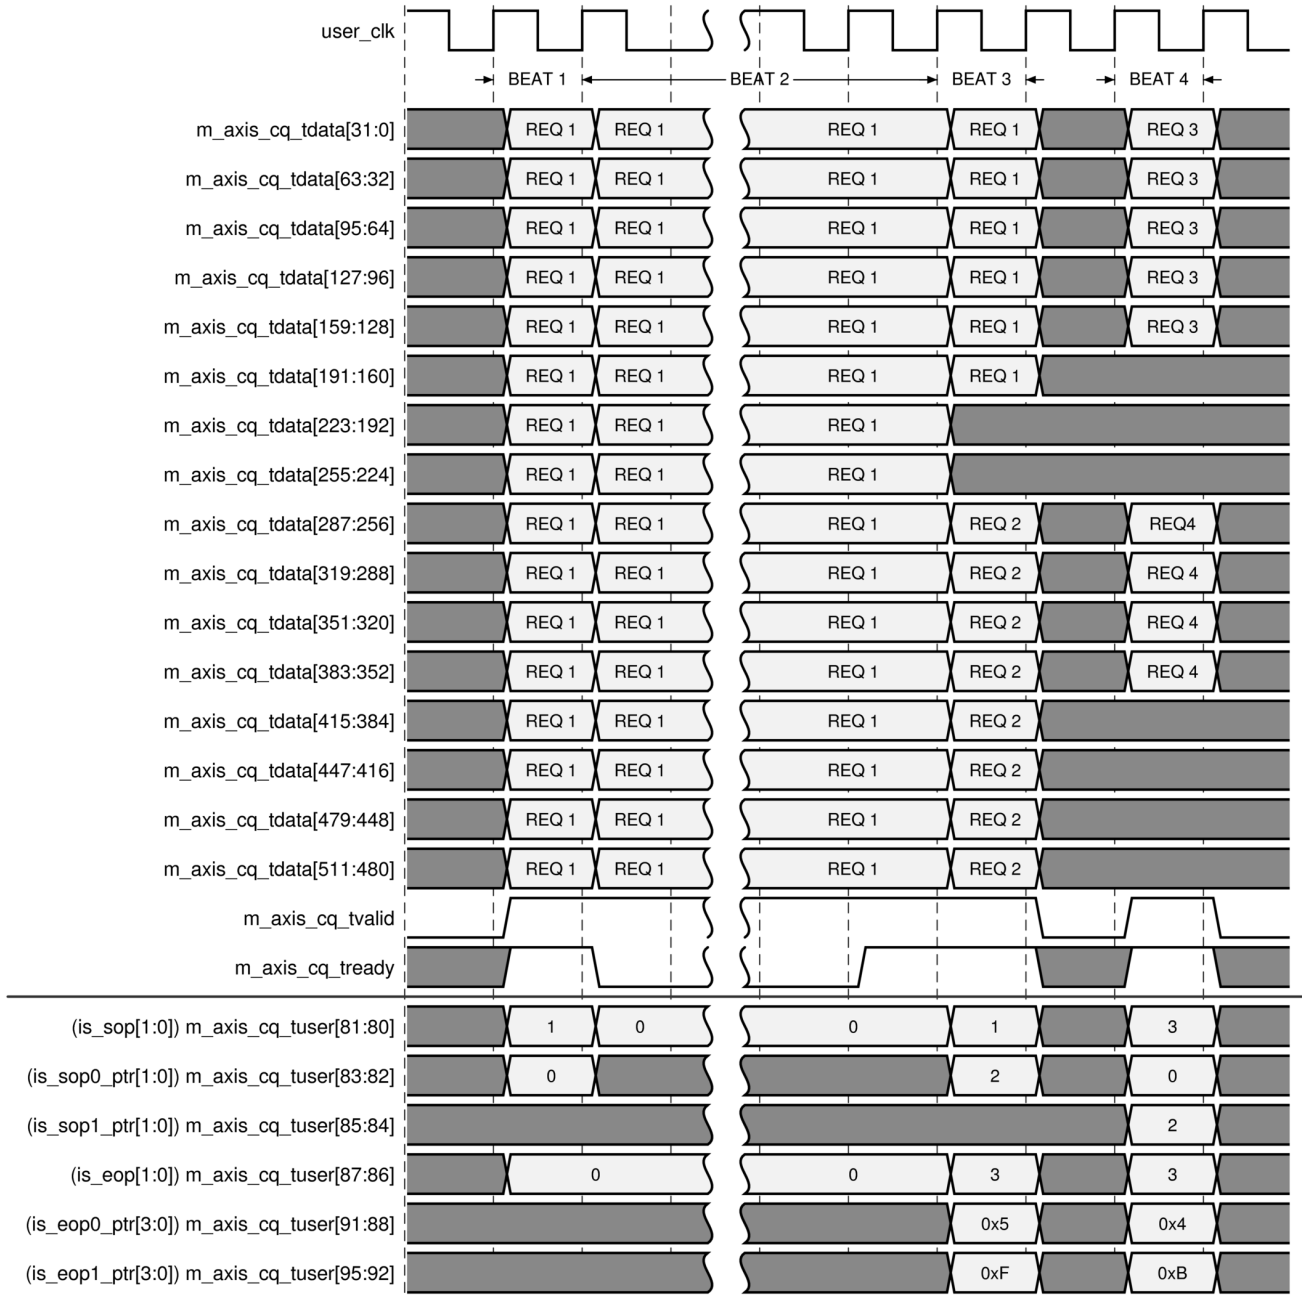 user_clk
BEAT 1 BEAT 2 BEAT 3 BEAT 4
m_axis_cq_tdata[31:0] REQ 1 REQ 1 REQ 1 REQ 1 REQ 3
m_axis_cq_tdata[63:32] REQ 1 REQ 1 REQ 1 REQ 1 REQ 3
m_axis_cq_tdata[95:64] REQ 1 REQ 1 REQ 1 REQ 1 REQ 3
m_axis_cq_tdata[127:96] REQ 1 REQ 1 REQ 1 REQ 1 REQ 3
m_axis_cq_tdata[159:128] REQ 1 REQ 1 REQ 1 REQ 1 REQ 3
m_axis_cq_tdata[191:160] REQ 1 REQ 1 REQ 1 REQ 1
m_axis_cq_tdata[223:192] REQ 1 REQ 1 REQ 1
m_axis_cq_tdata[255:224] REQ 1 REQ 1 REQ 1
m_axis_cq_tdata[287:256] REQ 1 REQ 1 REQ 1 REQ 2 REQ4
m_axis_cq_tdata[319:288] REQ 1 REQ 1 REQ 1 REQ 2 REQ 4
m_axis_cq_tdata[351:320] REQ 1 REQ 1 REQ 1 REQ 2 REQ 4
m_axis_cq_tdata[383:352] REQ 1 REQ 1 REQ 1 REQ 2 REQ 4
m_axis_cq_tdata[415:384] REQ 1 REQ 1 REQ 1 REQ 2
m_axis_cq_tdata[447:416] REQ 1 REQ 1 REQ 1 REQ 2
m_axis_cq_tdata[479:448] REQ 1 REQ 1 REQ 1 REQ 2
m_axis_cq_tdata[511:480] REQ 1 REQ 1 REQ 1 REQ 2
m_axis_cq_tvalid
m_axis_cq_tready
(is_sop[1:0]) m_axis_cq_tuser[81:80] 1 0 0 1 3
(is_sop0_ptr[1:0]) m_axis_cq_tuser[83:82] 0 2 0
(is_sop1_ptr[1:0]) m_axis_cq_tuser[85:84] 2
(is_eop[1:0]) m_axis_cq_tuser[87:86] 0 0 3 3
(is_eop0_ptr[3:0]) m_axis_cq_tuser[91:88] 0x5 0x4
(is_eop1_ptr[3:0]) m_axis_cq_tuser[95:92] 0xF 0xB